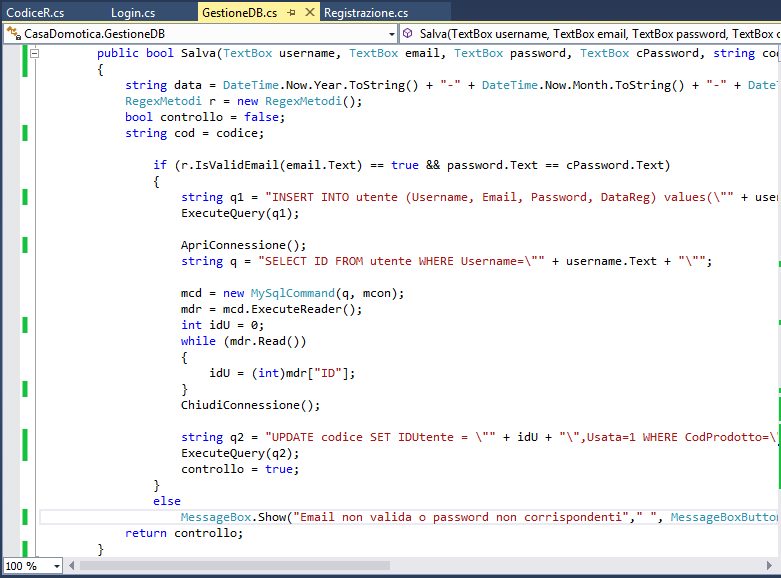 CodiceR.cs Login.cs GestioneDB.cs Registrazione.cs
CasaDomotica.GestioneDB Salva(TextBox username, TextBox email, TextBox password, TextBox c
public bool Salva(TextBox username, TextBox email, TextBox password, TextBox cPassword, string co
{
string data = DateTime.Now.Year.ToString() + "-" + DateTime.Now.Month.ToString() + "-" + Date
RegexMetodi r = new RegexMetodi();
bool controllo = false;
string cod = codice;
if (r.IsValidEmail(email.Text) == true && password.Text == cPassword.Text)
{
string q1 = "INSERT INTO utente (Username, Email, Password, DataReg) values(\"" + user
ExecuteQuery(q1);
ApriConnessione();
string q = "SELECT ID FROM utente WHERE Username=\"" + username.Text + "\"";
mcd = new MySqlCommand(q, mcon);
mdr = mcd.ExecuteReader();
int idU = 0;
while (mdr.Read())
{
idU = (int)mdr["ID"];
}
ChiudiConnessione();
string q2 = "UPDATE codice SET IDUtente = \"" + idU + "\",Usata=1 WHERE CodProdotto=\
ExecuteQuery(q2);
controllo = true;
}
else
MessageBox.Show("Email non valida o password non corrispondenti"," ", MessageBoxButto
return controllo;
}
100 %